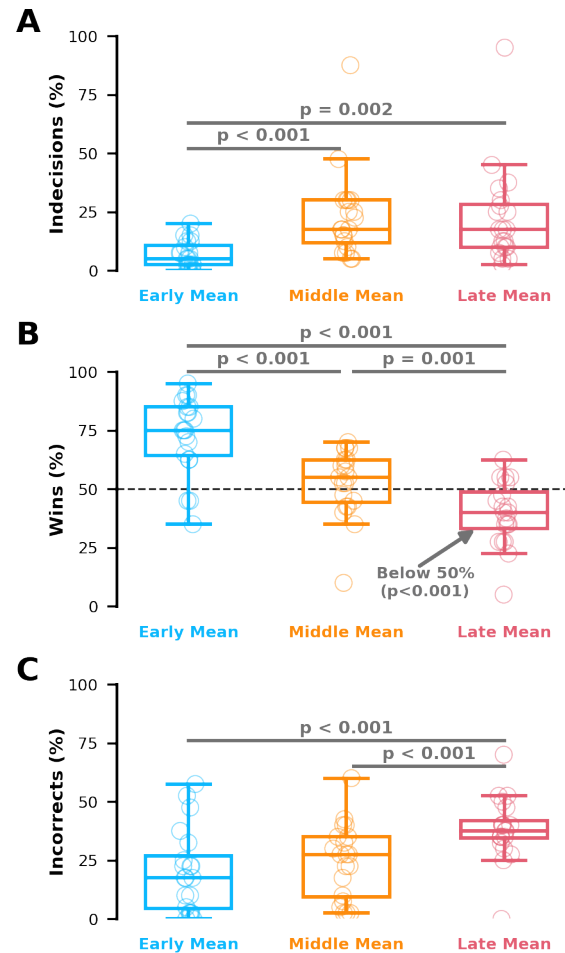 A
Indecisions (%)
100
75
50
25
0
p = 0.002
p < 0.001
Early Mean
Middle Mean
Late Mean
B
Wins (%)
100
75
50
25
0
p < 0.001
p < 0.001
p = 0.001
Below 50%
(p<0.001)
Early Mean
Middle Mean
Late Mean
C
Incorrects (%)
100
75
50
25
0
p < 0.001
p < 0.001
Early Mean
Middle Mean
Late Mean